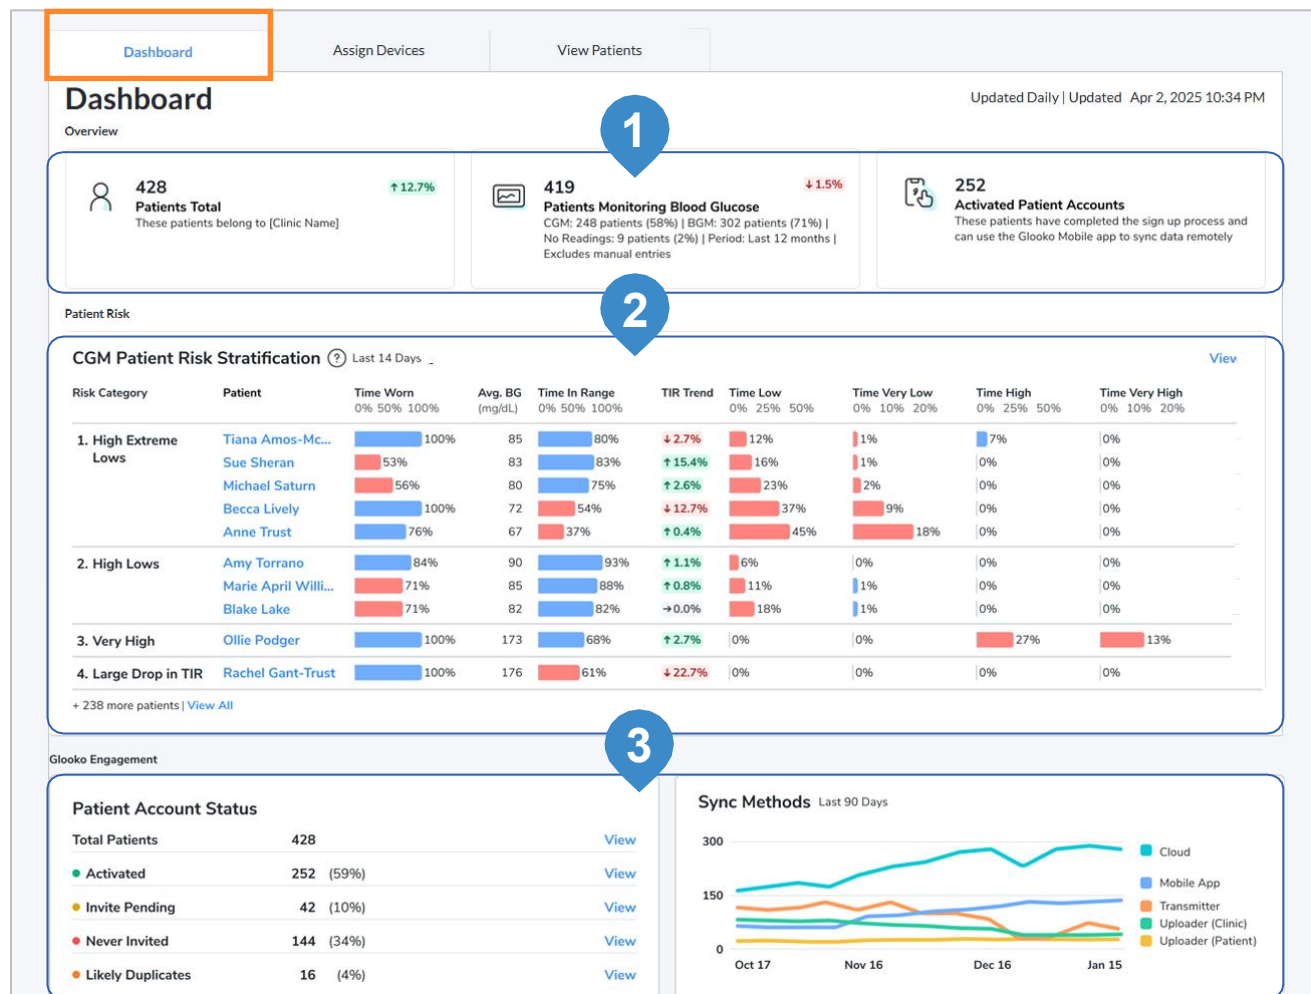 Dashboard
Assign Devices
View Patients
Dashboard
Updated Daily | Updated Apr 2, 2025 10:34 PM
Overview
1
428
↑ 12.7%
Patients Total
These patients belong to [Clinic Name]
419
↓ 1.5%
Patients Monitoring Blood Glucose
CGM: 248 patients (58%) | BGM: 302 patients (71%) |
No Readings: 9 patients (2%) | Period: Last 12 months |
Excludes manual entries
252
Activated Patient Accounts
These patients have completed the sign up process and
can use the Glooko Mobile app to sync data remotely
2
Patient Risk
CGM Patient Risk Stratification ? Last 14 Days
View
Risk Category Patient Time Worn Avg. BG Time In Range TIR Trend Time Low Time Very Low Time High Time Very High
0% 50% 100% (mg/dL) 0% 50% 100% 0% 25% 50% 0% 10% 20% 0% 25% 50% 0% 10% 20%
1. High Extreme Tiana Amos-Mc... 100% 85 80% ↓ 2.7% 12% 1% 7% 0%
Lows Sue Sheran 53% 83 83% ↑ 15.4% 16% 1% 0% 0%
Michael Saturn 56% 80 75% ↑ 2.6% 23% 2% 0% 0%
Becca Lively 100% 72 54% ↓ 12.7% 37% 9% 0% 0%
Anne Trust 76% 67 37% ↑ 0.4% 45% 18% 0% 0%
2. High Lows Amy Torrano 84% 90 93% ↑ 1.1% 6% 0% 0% 0%
Marie April Willi... 71% 85 88% ↑ 0.8% 11% 1% 0% 0%
Blake Lake 71% 82 82% → 0.0% 18% 1% 0% 0%
3. Very High Ollie Podger 100% 173 68% ↑ 2.7% 0% 0% 27% 13%
4. Large Drop in TIR Rachel Gant-Trust 100% 176 61% ↓ 22.7% 0% 0% 0% 0%
+ 238 more patients | View All
3
Glooko Engagement
Patient Account Status
Total Patients 428 View
Activated 252 (59%) View
Invite Pending 42 (10%) View
Never Invited 144 (34%) View
Likely Duplicates 16 (4%) View
Sync Methods Last 90 Days
300
150
0
Oct 17 Nov 16 Dec 16 Jan 15
Cloud
Mobile App
Transmitter
Uploader (Clinic)
Uploader (Patient)